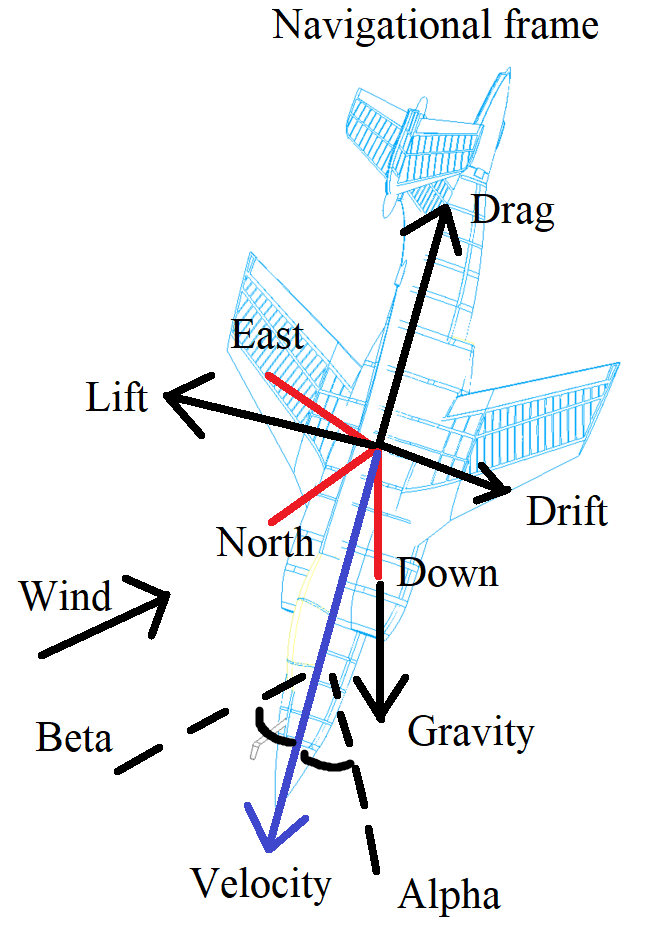 Navigational frame
Drag
East
Lift
Drift
North
Down
Wind
Beta
Gravity
Velocity
Alpha